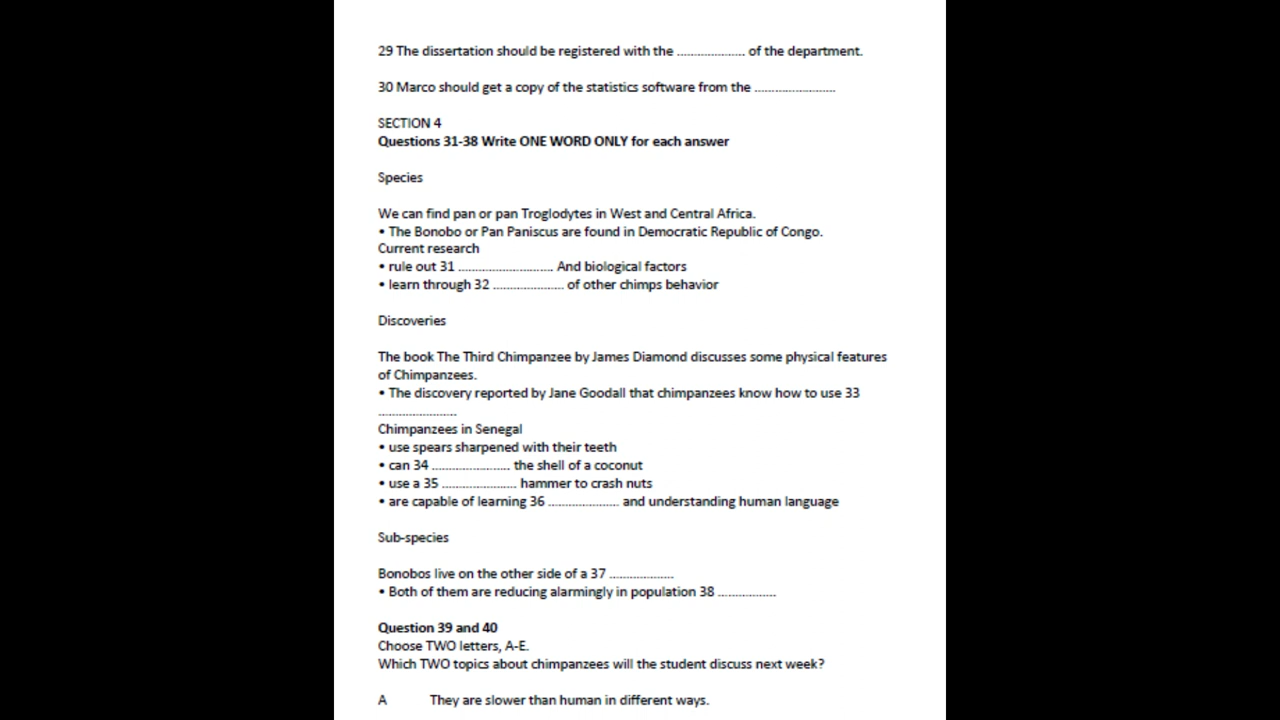 29 The dissertation should be registered with the .................... of the department.
30 Marco should get a copy of the statistics software from the ........................
SECTION 4
Questions 31-38 Write ONE WORD ONLY for each answer
Species
We can find pan or pan Troglodytes in West and Central Africa.
• The Bonobo or Pan Paniscus are found in Democratic Republic of Congo.
Current research
• rule out 31 ............................ And biological factors
• learn through 32 ..................... of other chimps behavior
Discoveries
The book The Third Chimpanzee by James Diamond discusses some physical features
of Chimpanzees.
• The discovery reported by Jane Goodall that chimpanzees know how to use 33
.......................
Chimpanzees in Senegal
• use spears sharpened with their teeth
• can 34 ....................... the shell of a coconut
• use a 35 ...................... hammer to crash nuts
• are capable of learning 36 ..................... and understanding human language
Sub-species
Bonobos live on the other side of a 37 ...................
• Both of them are reducing alarmingly in population 38 .................
Question 39 and 40
Choose TWO letters, A-E.
Which TWO topics about chimpanzees will the student discuss next week?
A They are slower than human in different ways.